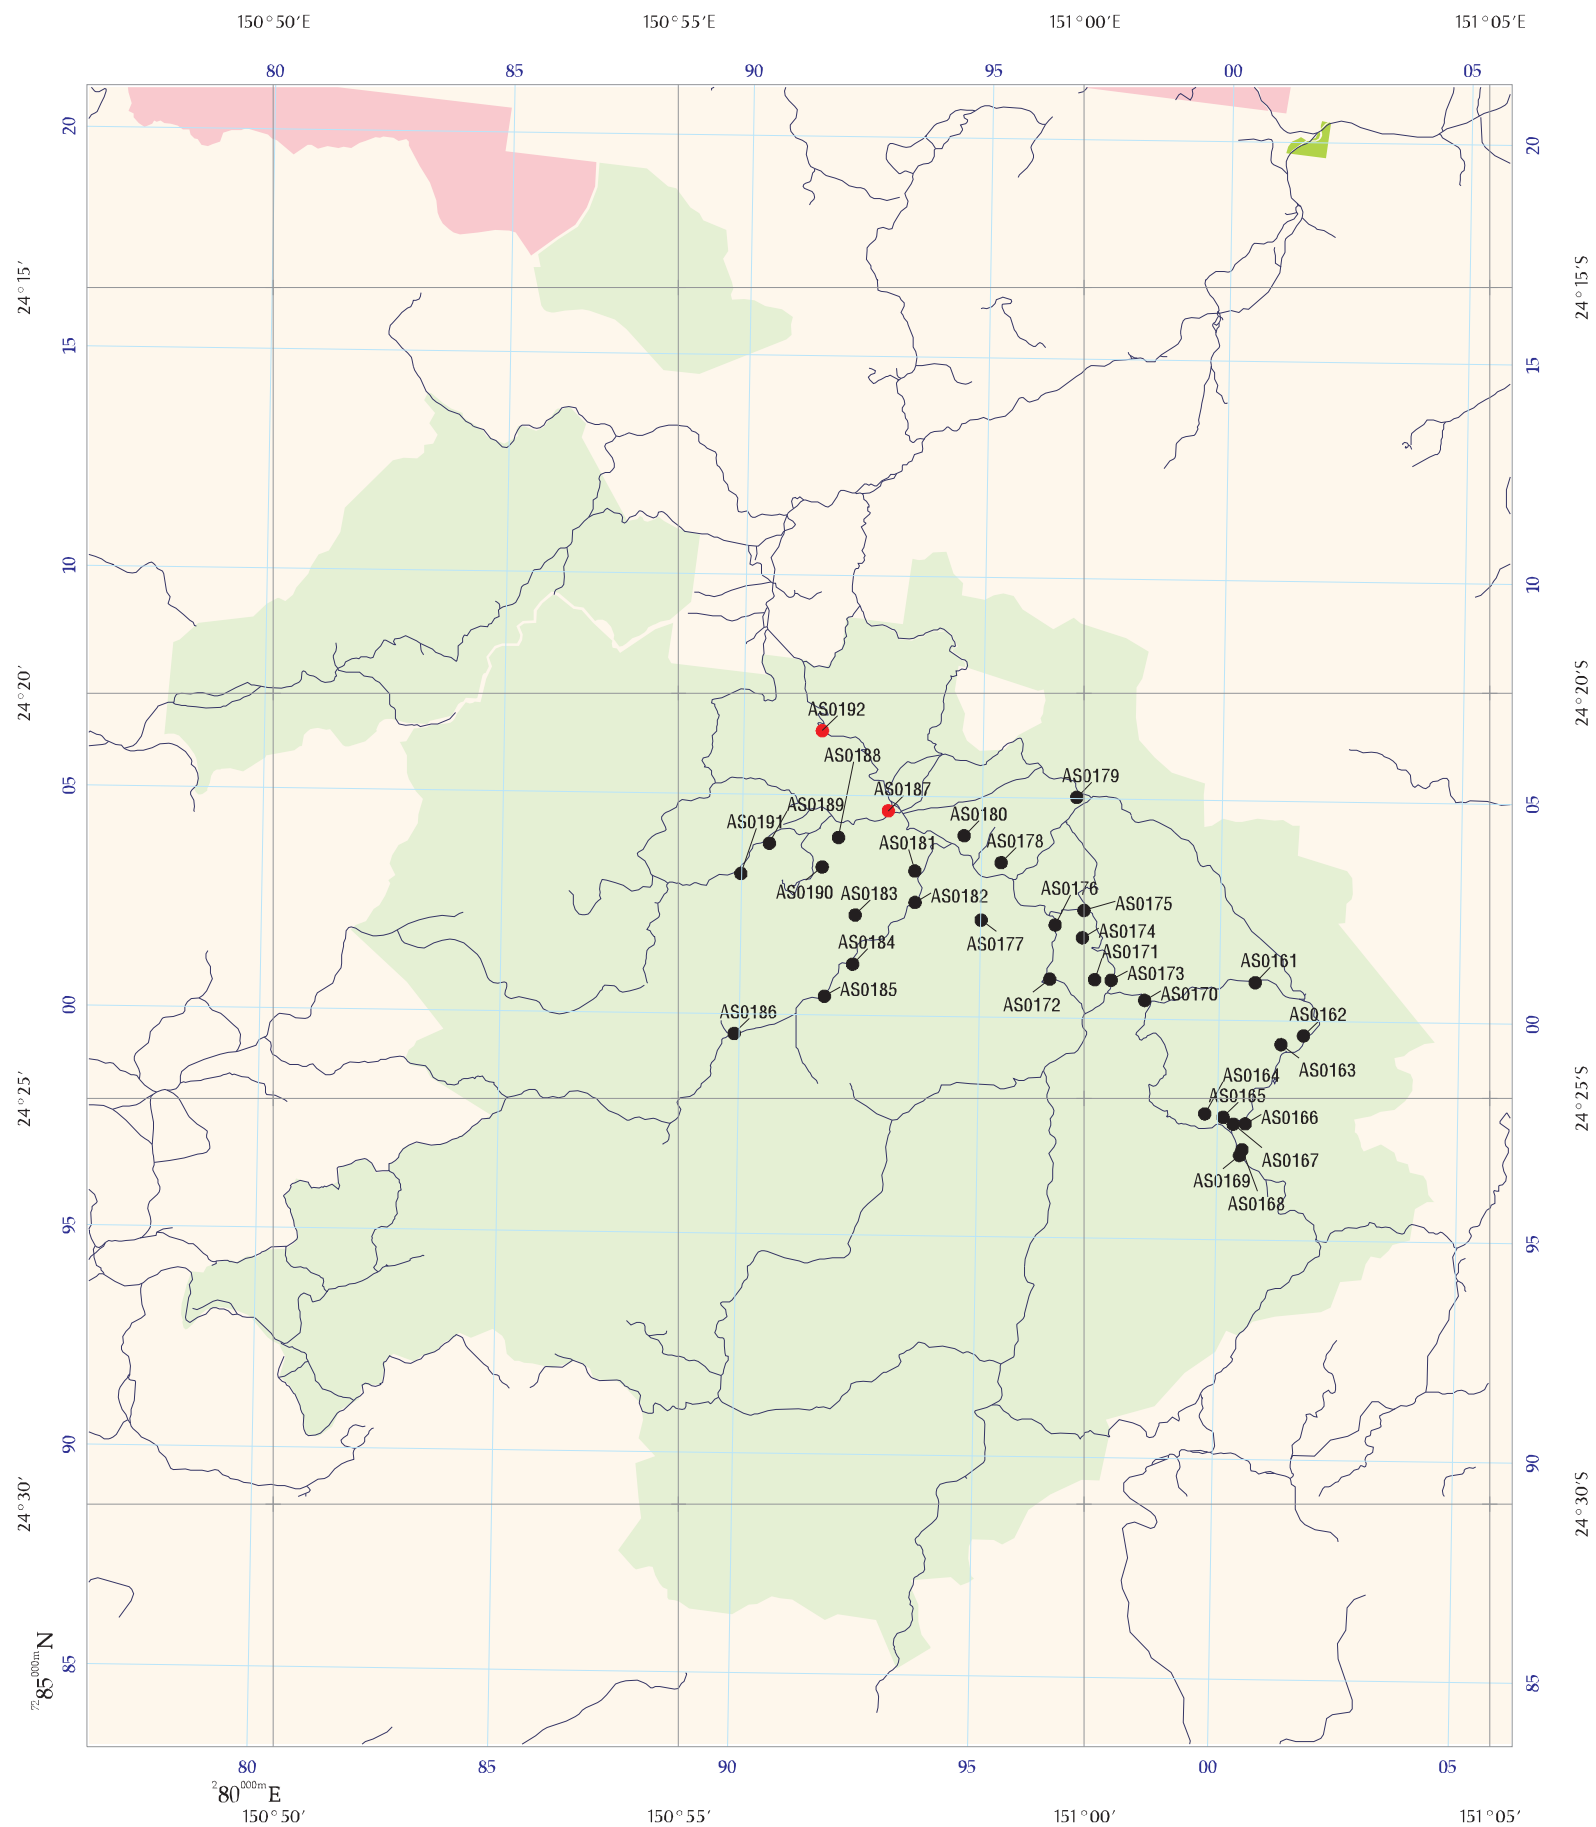 150°50′E 150°55′E 151°00′E 151°05′E
80 85 90 95 00 05
20 20
24°15′ 24°15′S
15 15
10 10
24°20′ 24°20′S
AS0192
AS0188
AS0179
05 AS0187 05
AS0189
AS0180
AS0191
AS0181 AS0178
AS0176
AS0190 AS0183 AS0182 AS0175
AS0174
AS0184 AS0177
AS0171
AS0161
AS0173
AS0185 AS0170
00 AS0172
AS0186 AS0162
00
AS0163
AS0164
24°25′ AS0165 24°25′S
AS0166
AS0167
AS0169
AS0168
95 95
90 90
24°30′ 24°30′S
85 85
7285000mN
80 85 90 95 00 05
280000mE
150°50′ 150°55′ 151°00′ 151°05′